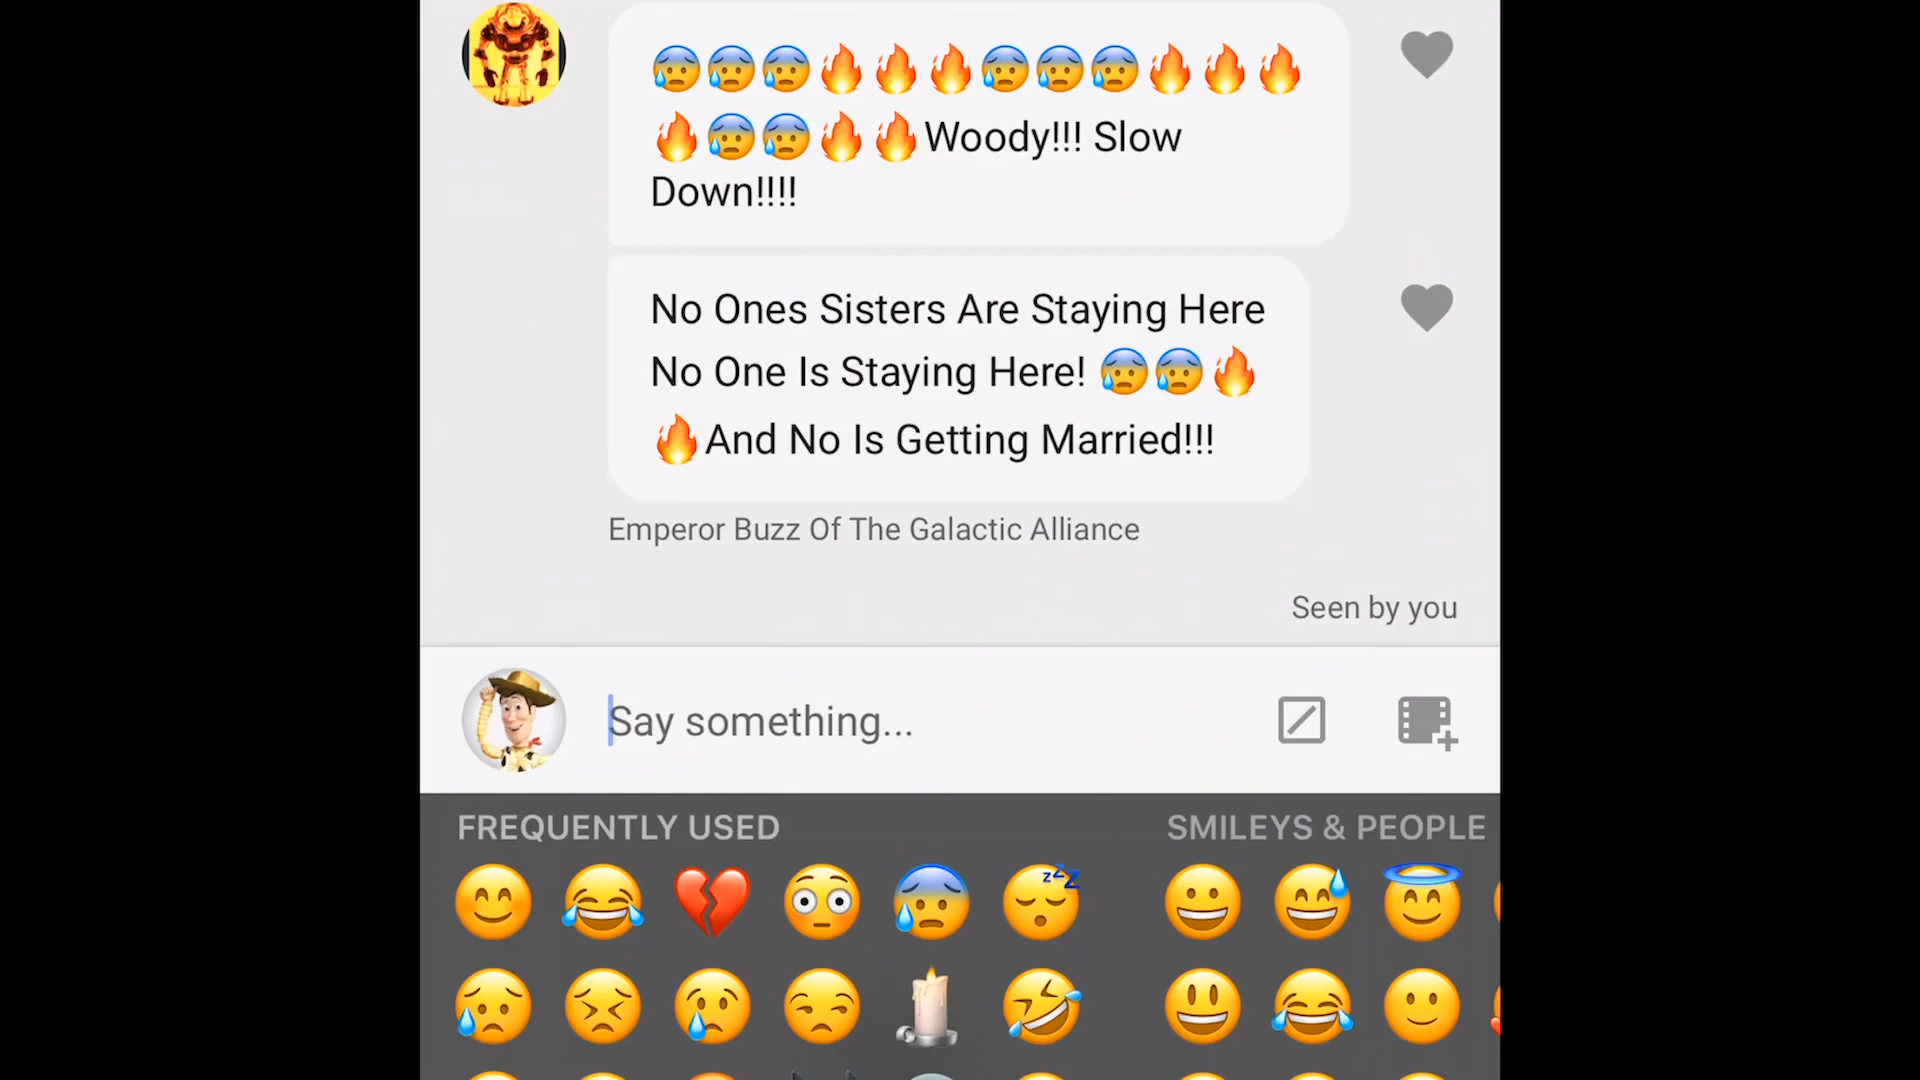 😰😰😰🔥🔥🔥😰😰😰🔥🔥🔥
🔥😰😰🔥🔥Woody!!! Slow
Down!!!!
No Ones Sisters Are Staying Here
No One Is Staying Here! 😰😰🔥
🔥And No Is Getting Married!!!
Emperor Buzz Of The Galactic Alliance
Seen by you
Say something...
FREQUENTLY USED
SMILEYS & PEOPLE